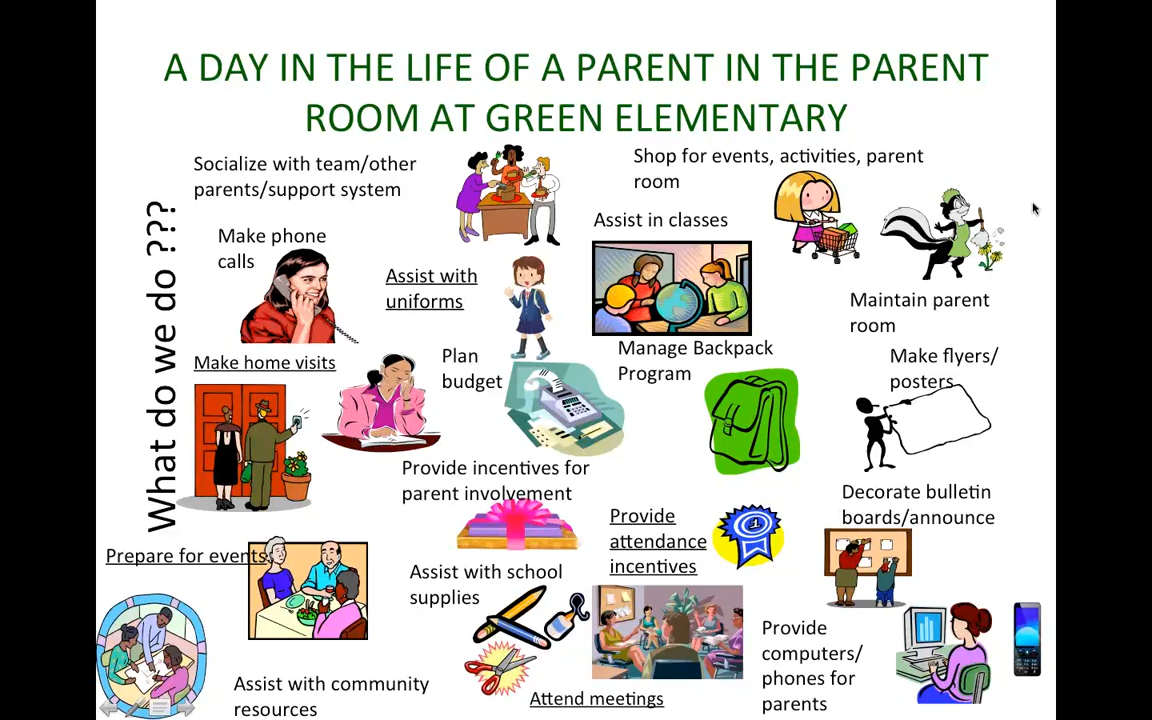 A DAY IN THE LIFE OF A PARENT IN THE PARENT
ROOM AT GREEN ELEMENTARY
What do we do ???
Socialize with team/other
parents/support system
Shop for events, activities, parent
room
Assist in classes
Make phone
calls
Assist with
uniforms
Maintain parent
room
Make home visits
Plan
budget
Manage Backpack
Program
Make flyers/
posters
Provide incentives for
parent involvement
Decorate bulletin
boards/announce
Provide
attendance
incentives
1
Prepare for events
Assist with school
supplies
Provide
computers/
phones for
parents
Assist with community
resources
Attend meetings